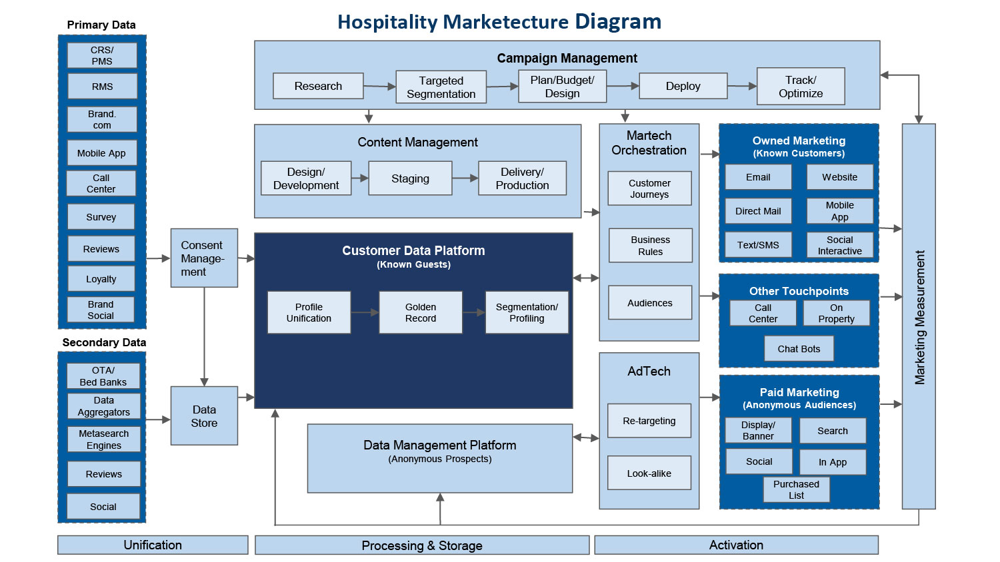 Hospitality Marketecture Diagram
Primary Data
CRS/
PMS
RMS
Brand.
com
Mobile App
Call
Center
Survey
Reviews
Loyalty
Brand
Social
Secondary Data
OTA/
Bed Banks
Data
Aggregators
Metasearch
Engines
Reviews
Social
Consent
Manage-
ment
Data
Store
Campaign Management
Research
Targeted
Segmentation
Plan/Budget/
Design
Deploy
Track/
Optimize
Content Management
Design/
Development
Staging
Delivery/
Production
Customer Data Platform
(Known Guests)
Profile
Unification
Golden
Record
Segmentation/
Profiling
Data Management Platform
(Anonymous Prospects)
Martech
Orchestration
Customer
Journeys
Business
Rules
Audiences
AdTech
Re-targeting
Look-alike
Owned Marketing
(Known Customers)
Email
Website
Direct Mail
Mobile
App
Text/SMS
Social
Interactive
Other Touchpoints
Call
Center
On
Property
Chat Bots
Paid Marketing
(Anonymous Audiences)
Display/
Banner
Search
Social
In App
Purchased
List
Marketing Measurement
Unification
Processing & Storage
Activation